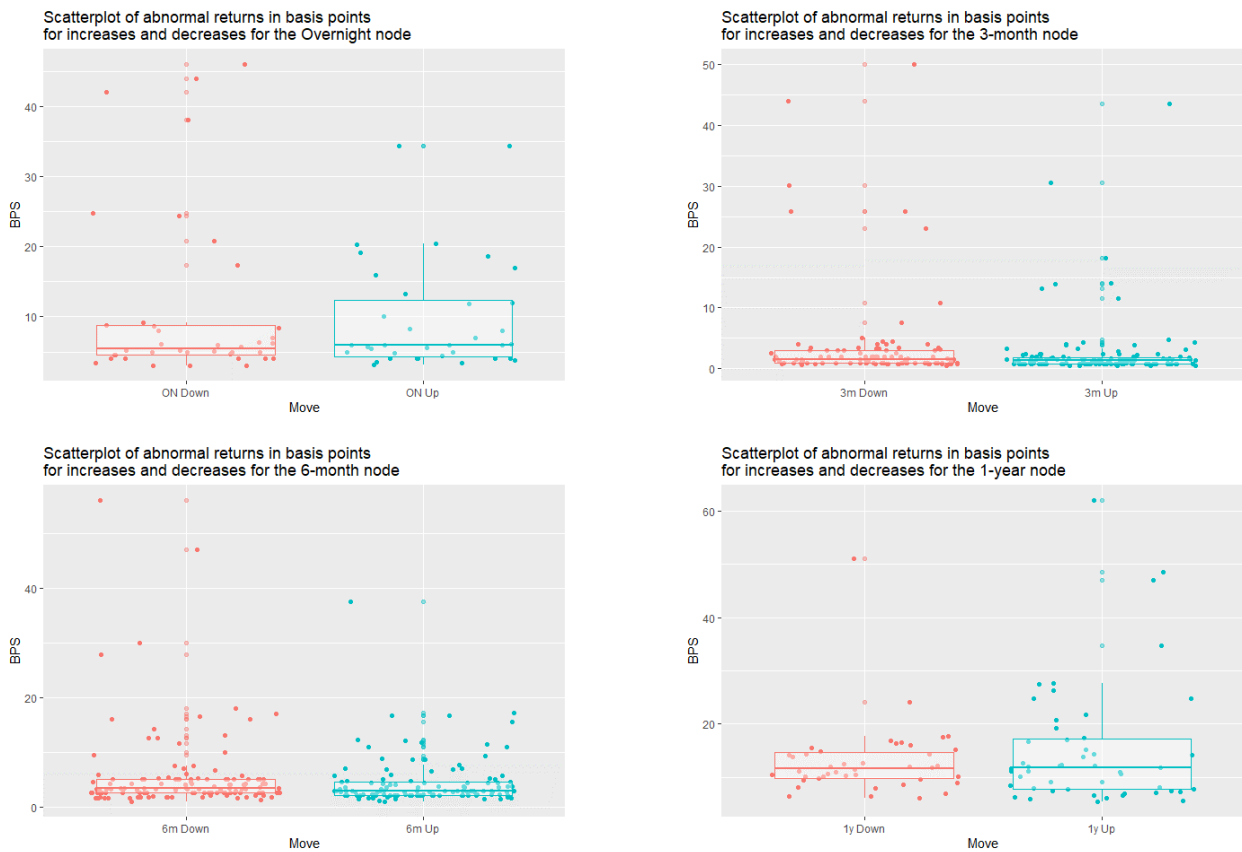 Scatterplot of abnormal returns in basis points
for increases and decreases for the Overnight node
BPS
40
30
20
10
ON Down
ON Up
Move
Scatterplot of abnormal returns in basis points
for increases and decreases for the 3-month node
BPS
50
40
30
20
10
0
3m Down
3m Up
Move
Scatterplot of abnormal returns in basis points
for increases and decreases for the 6-month node
BPS
40
20
0
6m Down
6m Up
Move
Scatterplot of abnormal returns in basis points
for increases and decreases for the 1-year node
BPS
60
40
20
1y Down
1y Up
Move